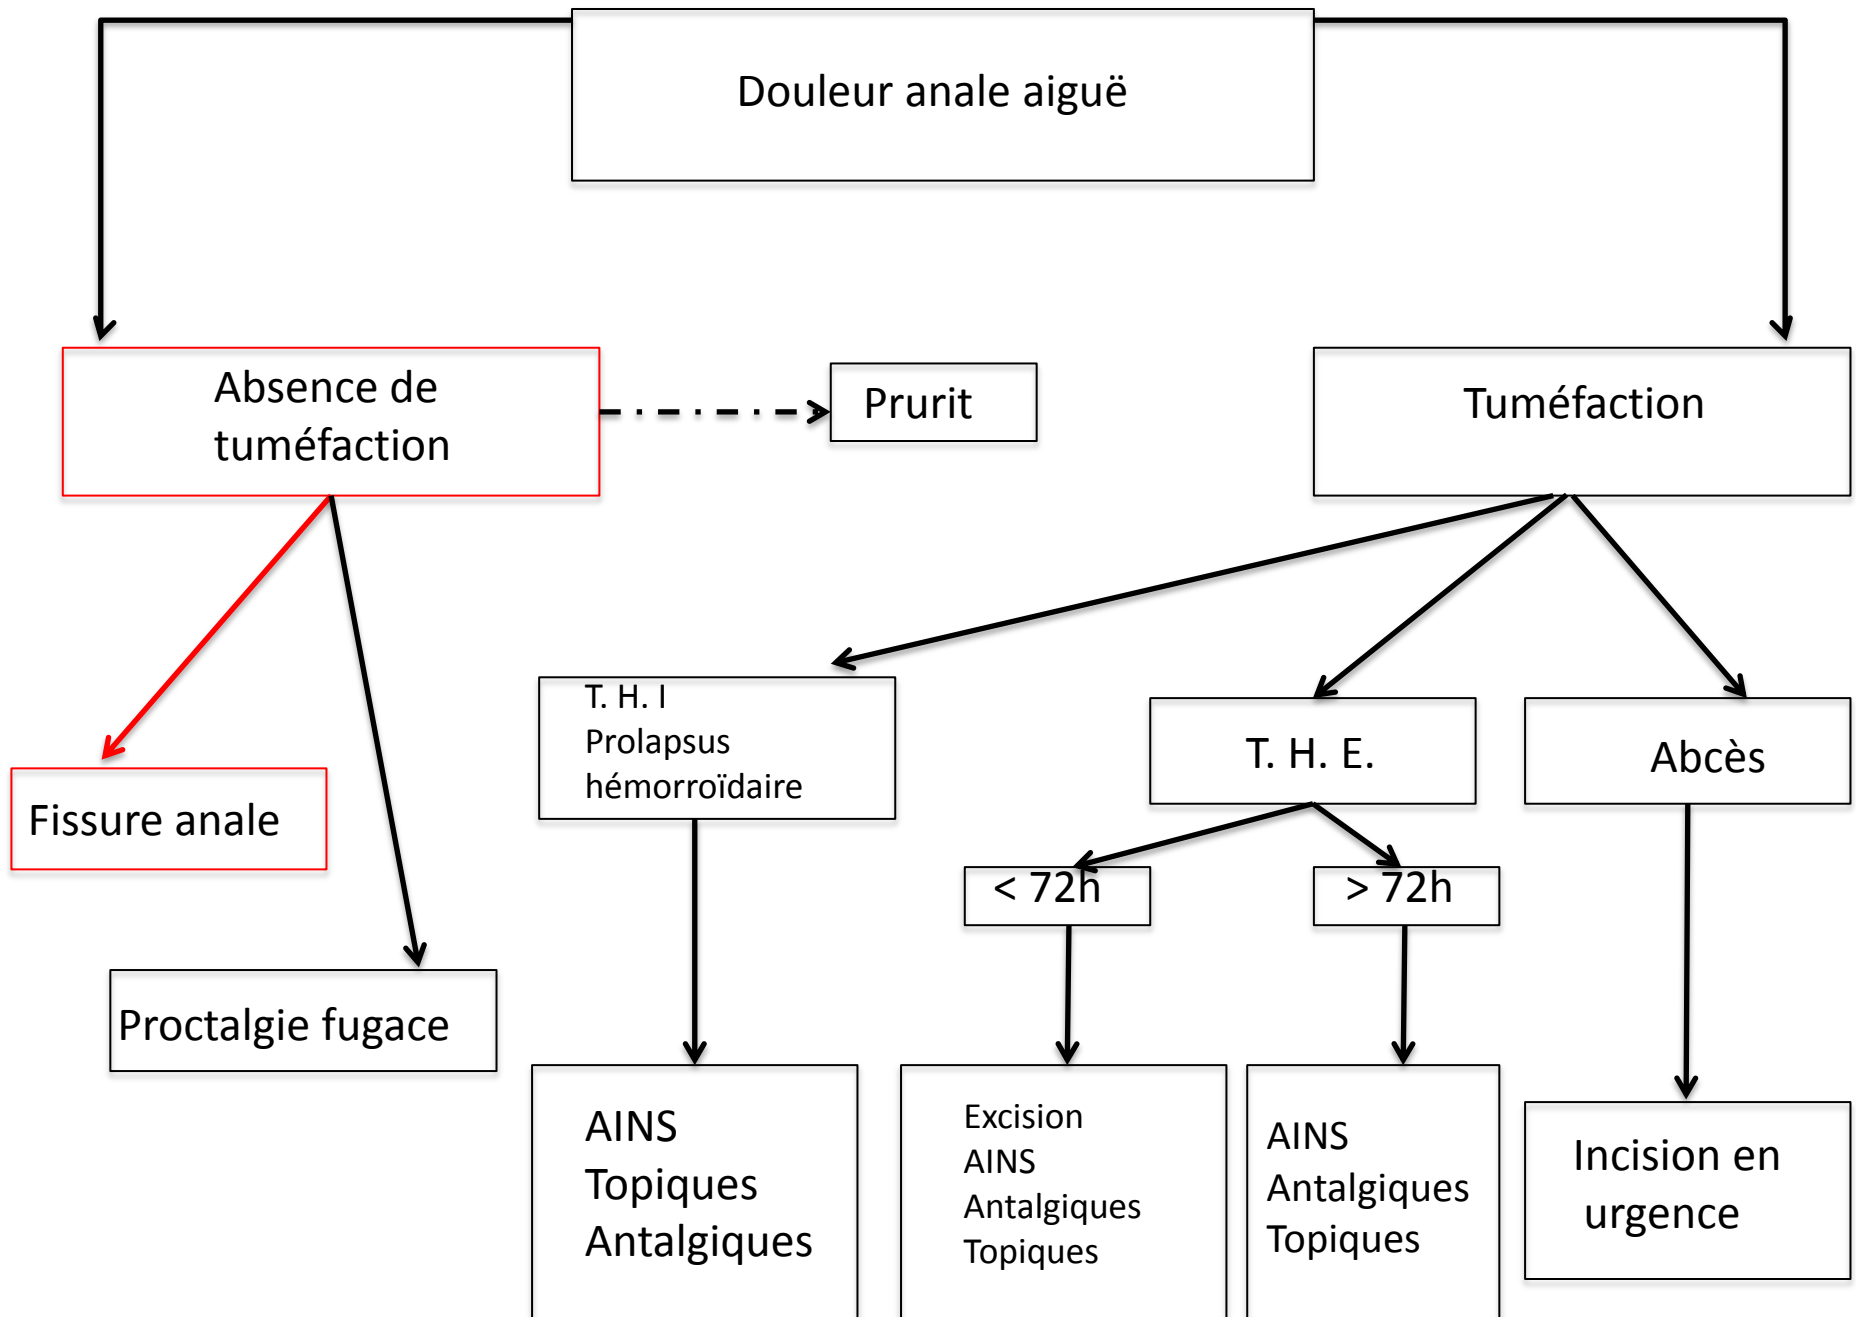 Douleur anale aiguë
Absence de
tuméfaction
Prurit
Tuméfaction
T. H. I
Prolapsus
hémorroïdaire
T. H. E.
Abcès
Fissure anale
< 72h
> 72h
Proctalgie fugace
AINS
Topiques
Antalgiques
Excision
AINS
Antalgiques
Topiques
AINS
Antalgiques
Topiques
Incision en
urgence